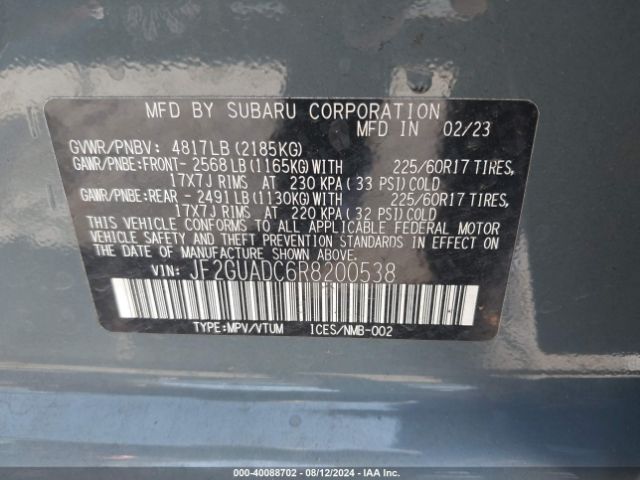 MFD BY SUBARU CORPORATION
MFD IN 02/23
GVWR/PNBV: 4817LB(2185KG)
GAWR/PNBE:FRONT- 2568LB(1165KG)WITH 225/60R17 TIRES,
17X7J RIMS AT 230 KPA( 33 PSI)COLD
GAWR/PNBE:REAR - 2491LB(1130KG)WITH 225/60R17 TIRES,
17X7J RIMS AT 220 KPA( 32 PSI)COLD
THIS VEHICLE CONFORMS TO ALL APPLICABLE FEDERAL MOTOR
VEHICLE SAFETY AND THEFT PREVENTION STANDARDS IN EFFECT
ON THE DATE OF MANUFACTURE SHOWN ABOVE.
VIN: JF2GUADC6R8200538
TYPE:MPV/VTUM ICES/NMB-002
000-40088702 - 08/12/2024 - IAA Inc.